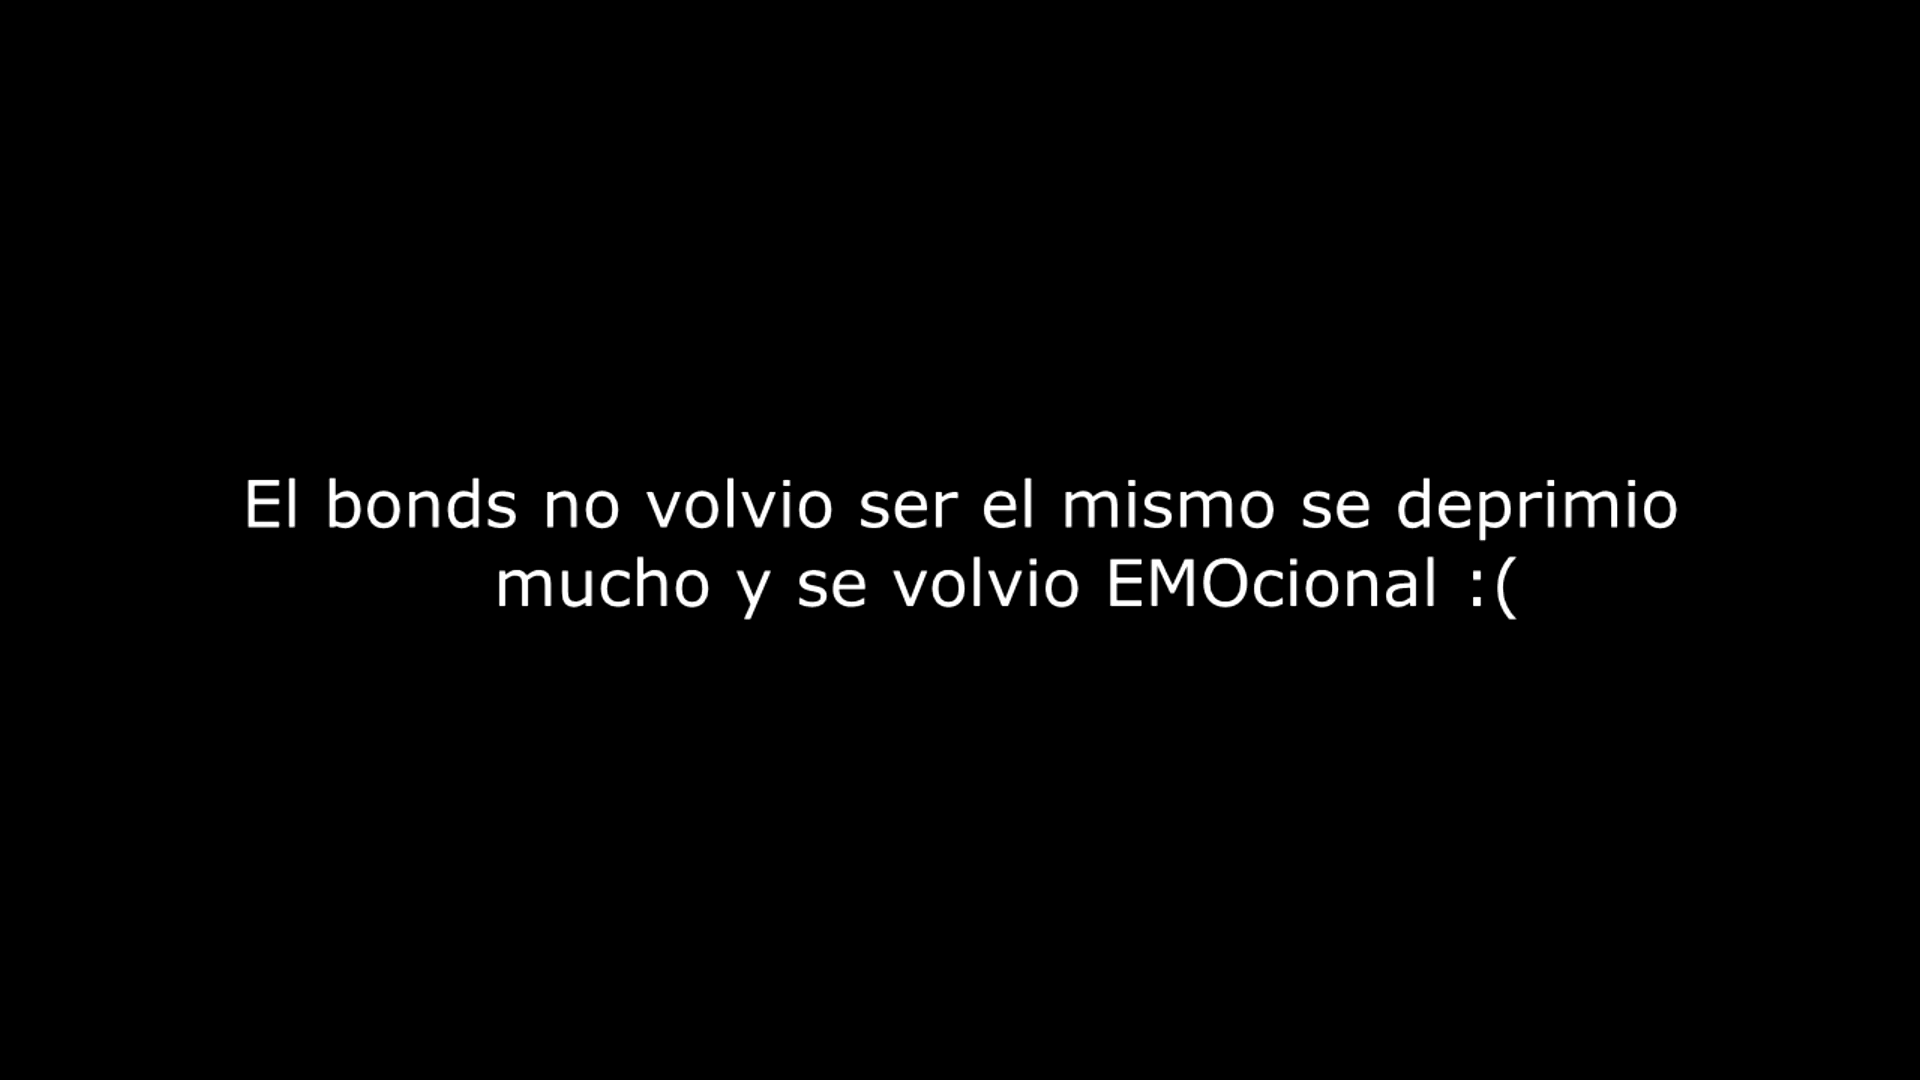 El bonds no volvio ser el mismo se deprimio
mucho y se volvio EMOcional :(